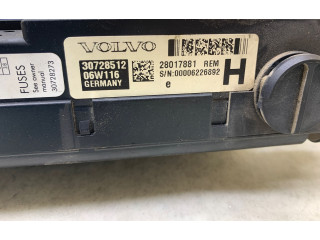 FUSES
See owner
manual
30728273
VOLVO
30728512
06W116
GERMANY
28017881 REM
S/N:00006226892
e
H